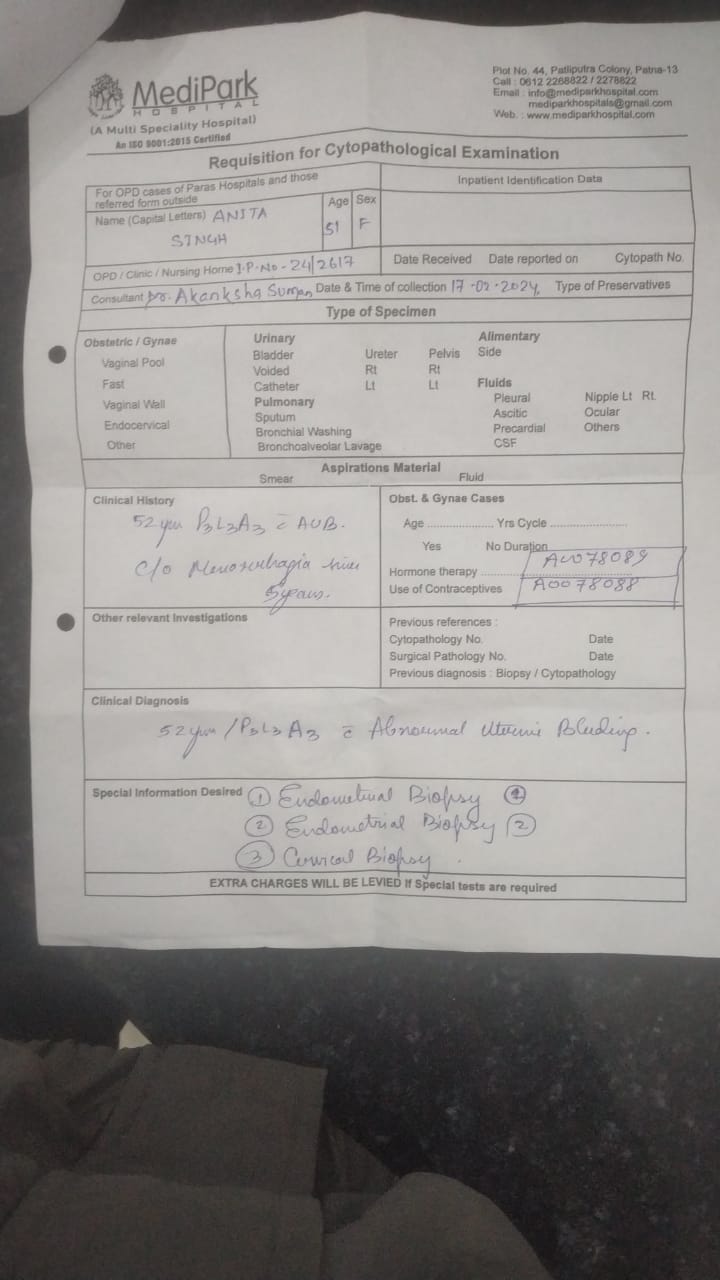 MediPark
HOSPITAL
(A Multi Speciality Hospital)
An ISO 9001:2015 Certified
Plot No. 44, Patliputra Colony, Patna-13
Call : 0612 2268822 / 2278822
Email : info@mediparkhospital.com
mediparkhospitals@gmail.com
Web. : www.mediparkhospital.com
Requisition for Cytopathological Examination
For OPD cases of Paras Hospitals and those
referred form outside
Age Sex
Inpatient Identification Data
Name (Capital Letters) ANITA
SINGH
51 F
OPD / Clinic / Nursing Home I.P.No-24/2617
Date Received Date reported on Cytopath No.
Consultant Dr. Akanksha Suman Date & Time of collection 17-02-2024 Type of Preservatives
Type of Specimen
Obstetric / Gynae
Vaginal Pool
Fast
Vaginal Wall
Endocervical
Other
Urinary
Bladder Ureter Pelvis
Voided Rt Rt
Catheter Lt Lt
Pulmonary
Sputum
Bronchial Washing
Bronchoalveolar Lavage
Alimentary
Side
Fluids
Pleural Nipple Lt Rt.
Ascitic Ocular
Precardial Others
CSF
Aspirations Material
Smear Fluid
Clinical History
52 yrs P3L3A3 c̄ AUB.
c/o Menorrhagia since
5 years.
Obst. & Gynae Cases
Age ..................... Yrs Cycle ........................
Yes No Duration
A0078089
Hormone therapy
Use of Contraceptives A0078088
Other relevant Investigations
Previous references :
Cytopathology No. Date
Surgical Pathology No. Date
Previous diagnosis : Biopsy / Cytopathology
Clinical Diagnosis
52 yrs / P3L3A3 c̄ Abnormal Uterine Bleeding.
Special Information Desired ① Endometrial Biopsy ①
② Endometrial Biopsy ②
③ Cervical Biopsy.
EXTRA CHARGES WILL BE LEVIED If Special tests are required